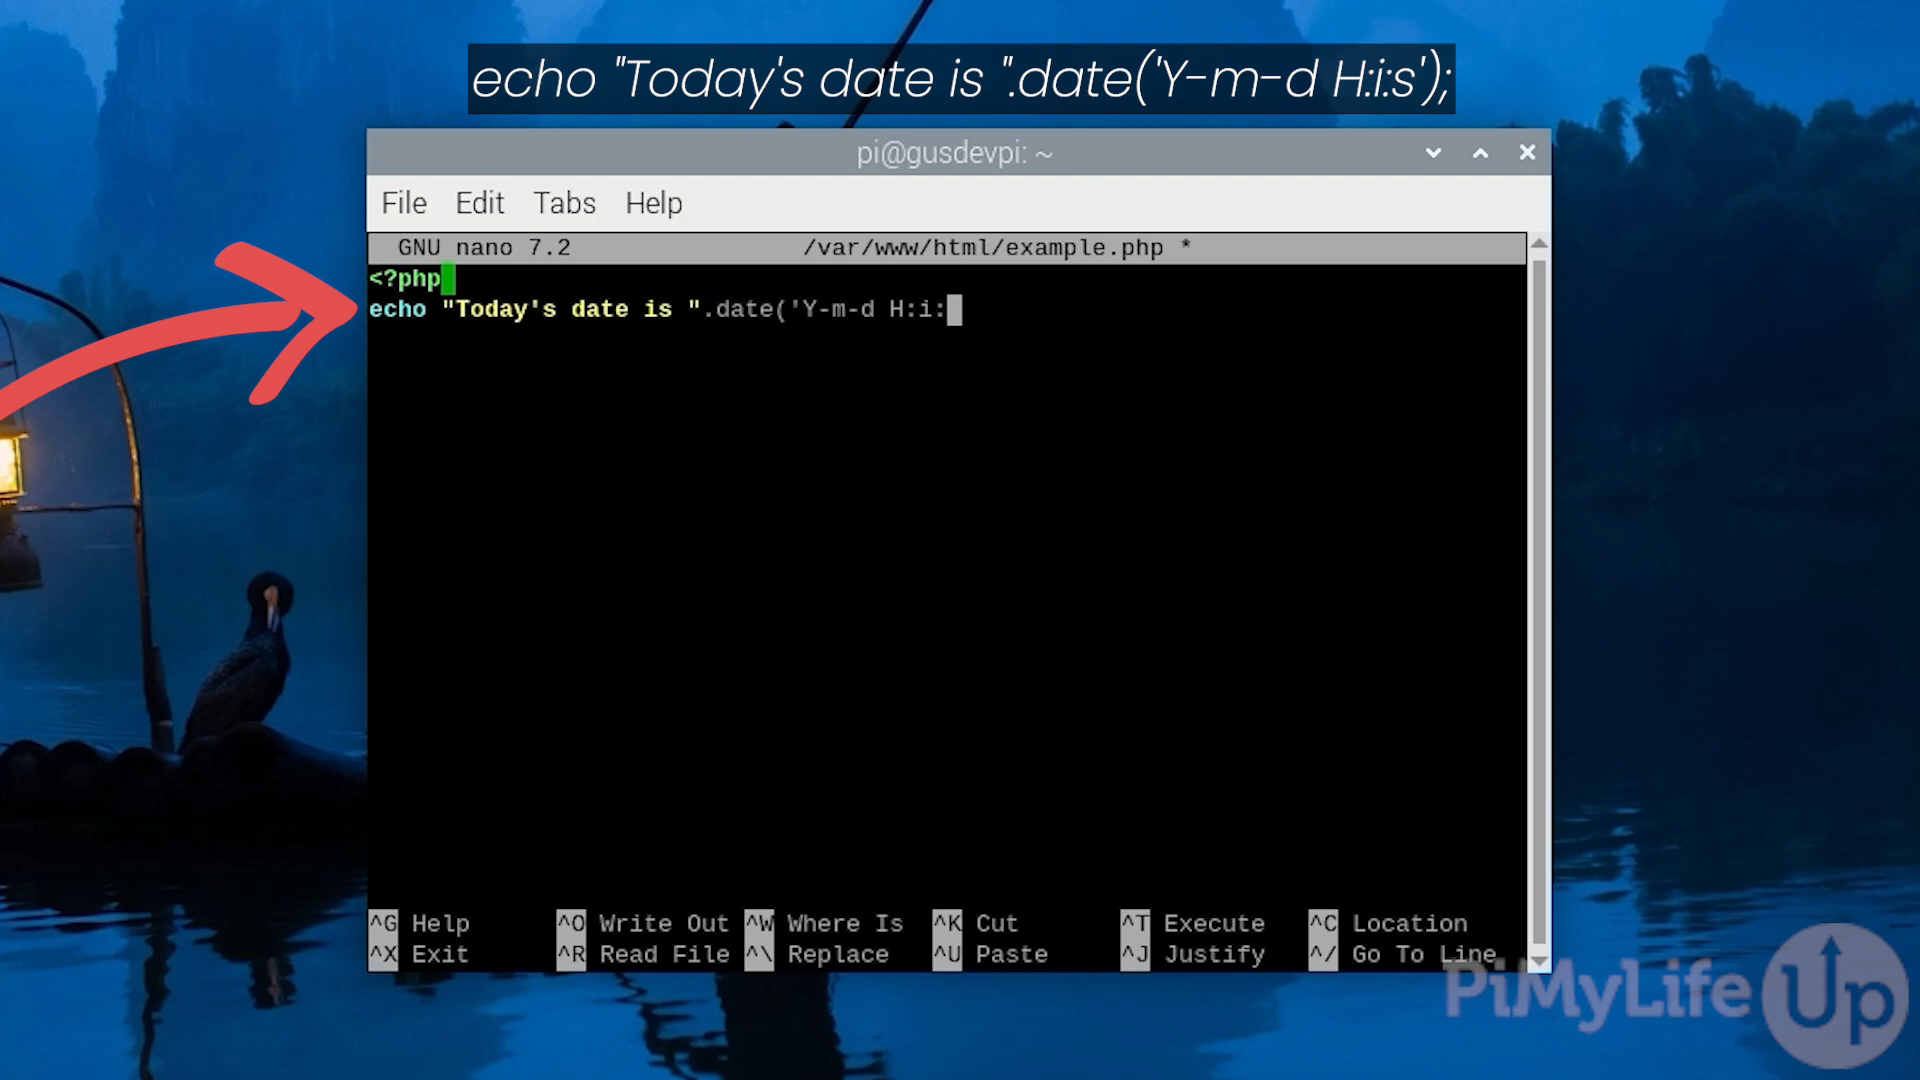 echo "Today's date is ".date('Y-m-d H:i:s');
pi@gusdevpi: ~
File Edit Tabs Help
GNU nano 7.2 /var/www/html/example.php *
<?php
echo "Today's date is ".date('Y-m-d H:i:
^G Help ^O Write Out ^W Where Is ^K Cut ^T Execute ^C Location
^X Exit ^R Read File ^\ Replace ^U Paste ^J Justify ^/ Go To Line
PiMyLifeUp